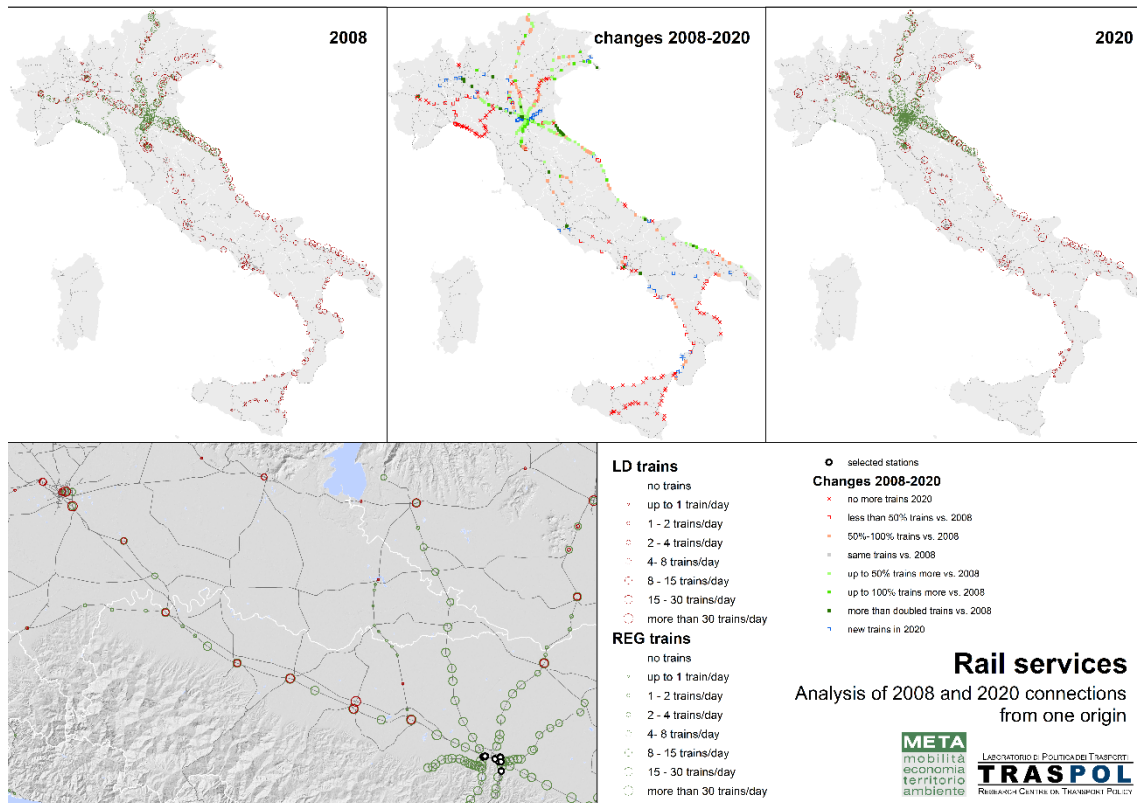 2008
changes 2008-2020
2020
LD trains
no trains
up to 1 train/day
1 - 2 trains/day
2 - 4 trains/day
4- 8 trains/day
8 - 15 trains/day
15 - 30 trains/day
more than 30 trains/day
REG trains
no trains
up to 1 train/day
1 - 2 trains/day
2 - 4 trains/day
4- 8 trains/day
8 - 15 trains/day
15 - 30 trains/day
more than 30 trains/day
selected stations
Changes 2008-2020
no more trains 2020
less than 50% trains vs. 2008
50%-100% trains vs. 2008
same trains vs. 2008
up to 50% trains more vs. 2008
up to 100% trains more vs. 2008
more than doubled trains vs. 2008
new trains in 2020
Rail services
Analysis of 2008 and 2020 connections
from one origin
META
mobilità
economia
territorio
ambiente
LABORATORIO DI POLITICA DEI TRASPORTI
TRASPOL
RESEARCH CENTRE ON TRANSPORT POLICY